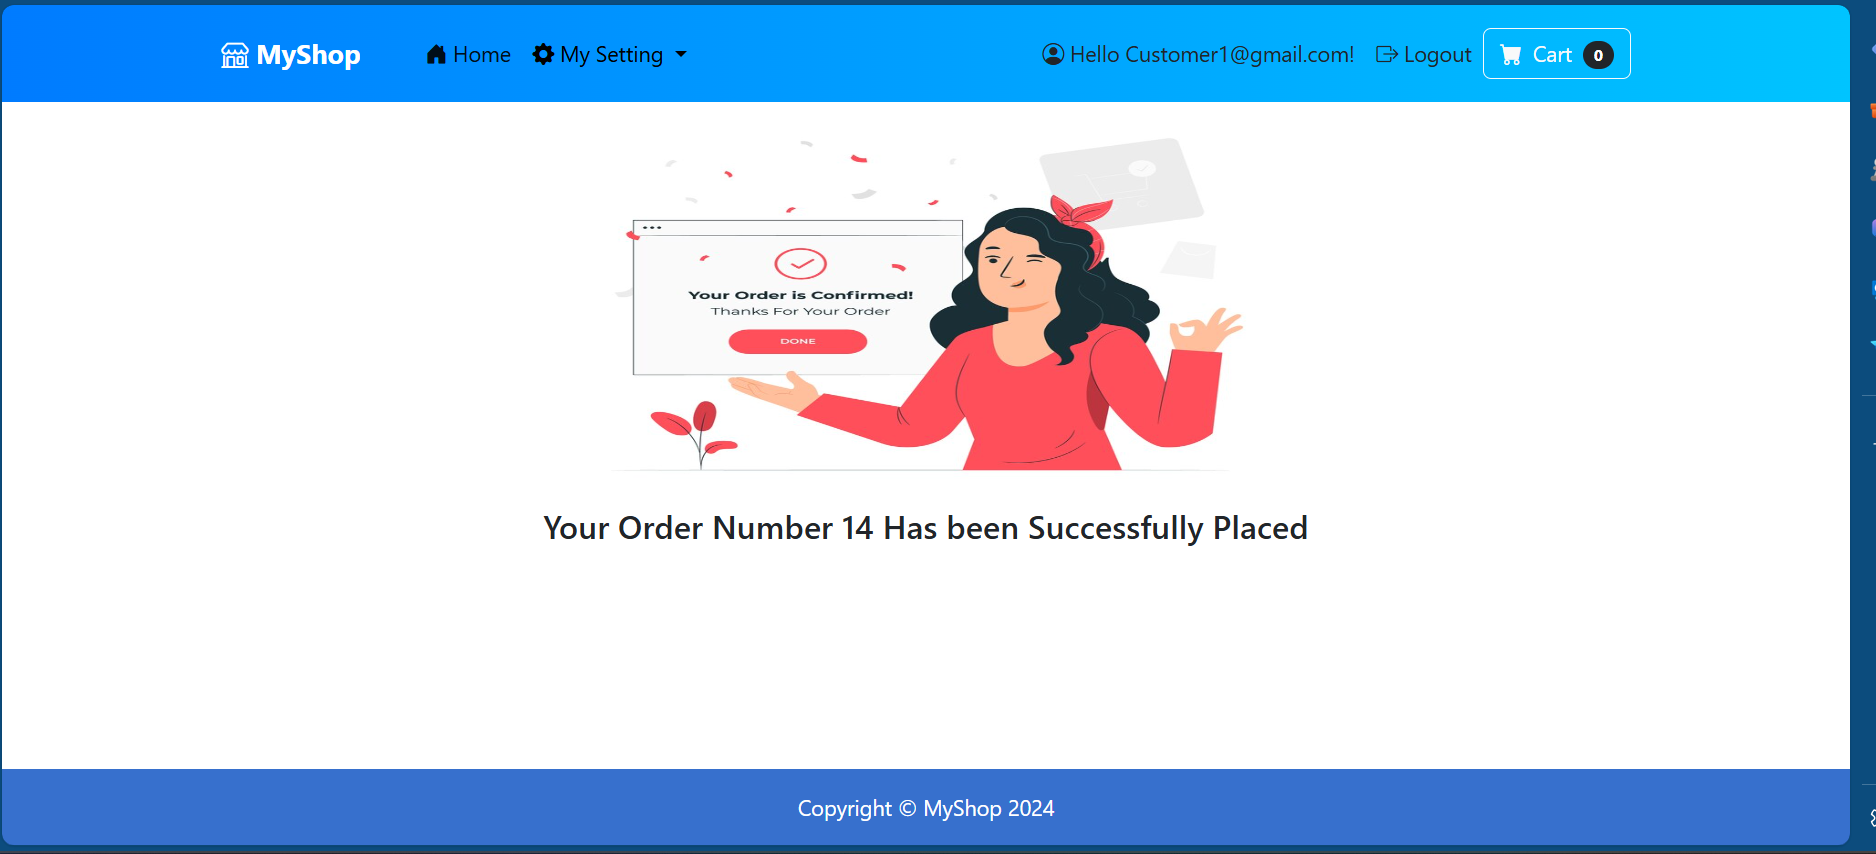 MyShop Home My Setting Hello Customer1@gmail.com! Logout Cart 0
Your Order is Confirmed!
Thanks For Your Order
DONE
Your Order Number 14 Has been Successfully Placed
Copyright © MyShop 2024